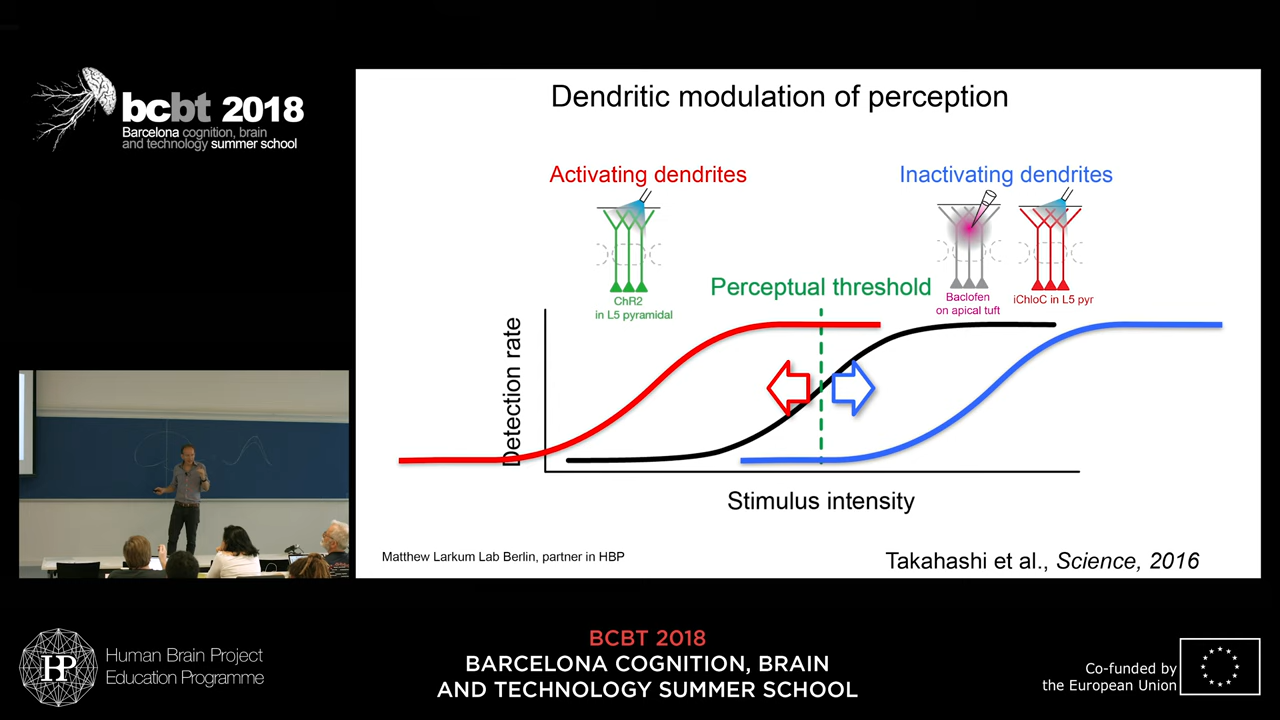 bcbt 2018
Barcelona cognition, brain
and technology summer school
Dendritic modulation of perception
Activating dendrites
Inactivating dendrites
ChR2
in L5 pyramidal
Perceptual threshold
Baclofen
on apical tuft
iChloC in L5 pyr
Detection rate
Stimulus intensity
Matthew Larkum Lab Berlin, partner in HBP
Takahashi et al., Science, 2016
HP
Human Brain Project
Education Programme
BCBT 2018
BARCELONA COGNITION, BRAIN
AND TECHNOLOGY SUMMER SCHOOL
Co-funded by
the European Union